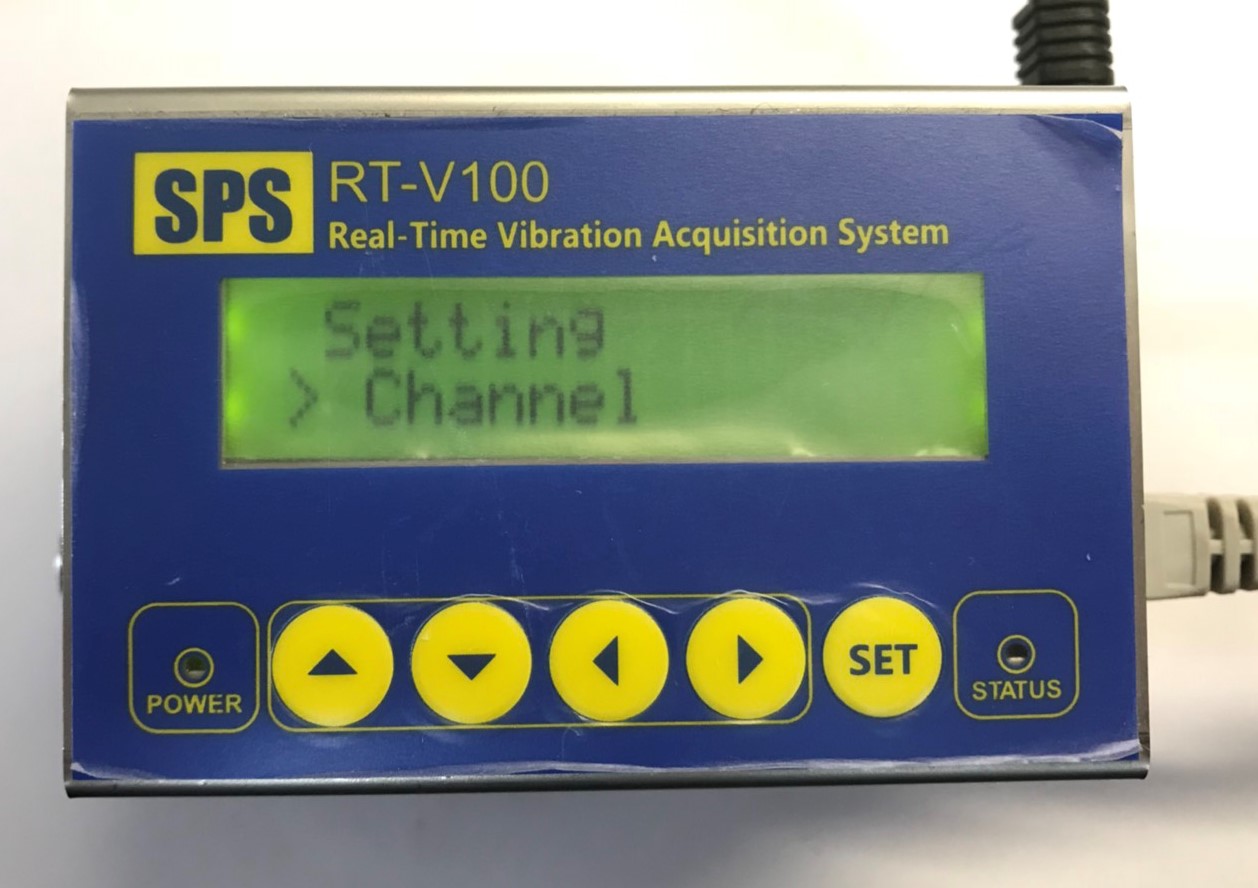 SPS
RT-V100
Real-Time Vibration Acquisition System
Setting
> Channel
POWER
SET
STATUS